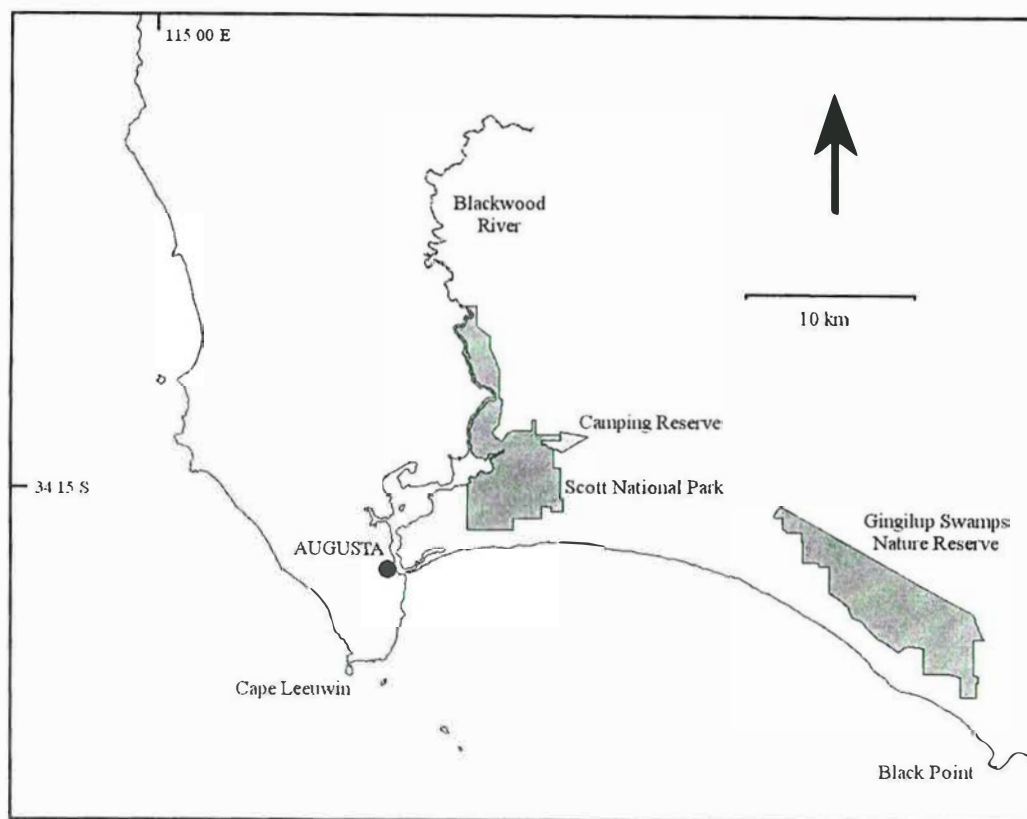 115 00 E
Blackwood
River
10 km
Camping Reserve
34 15 S
Scott National Park
Gingilup Swamps
Nature Reserve
AUGUSTA
Cape Leeuwin
Black Point